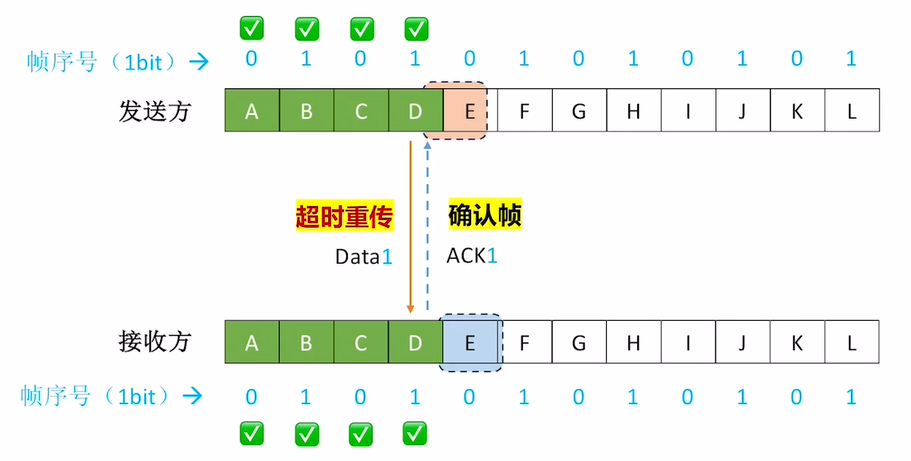 帧序号（1bit）→ 0 1 0 1 0 1 0 1 0 1 0 1
发送方 A B C D E F G H I J K L
超时重传 确认帧
Data1 ACK1
接收方 A B C D E F G H I J K L
帧序号（1bit）→ 0 1 0 1 0 1 0 1 0 1 0 1